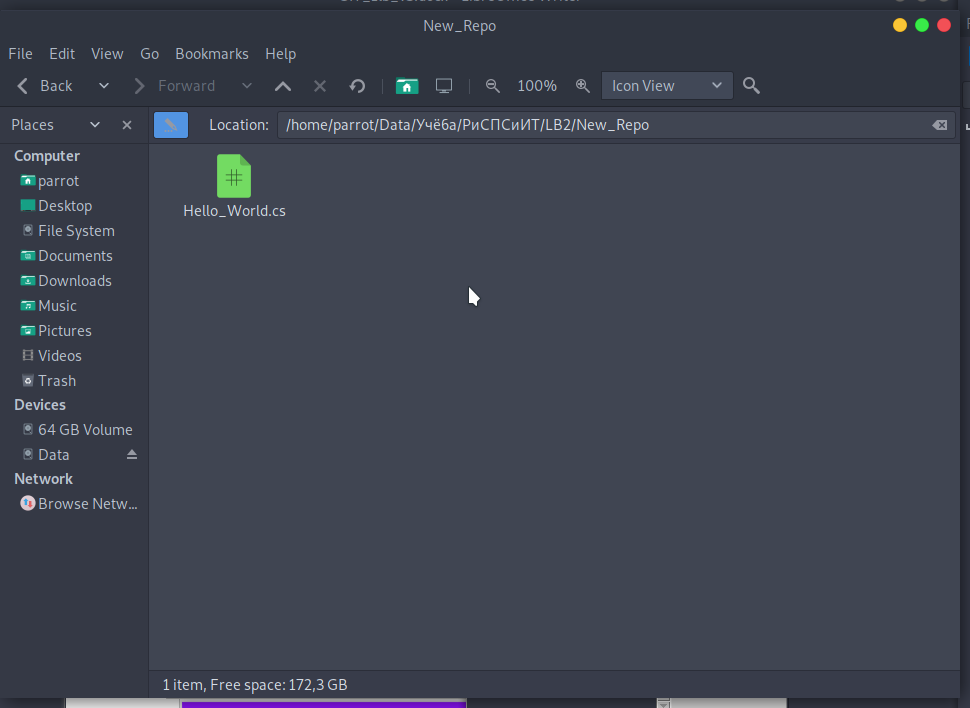 New_Repo
File Edit View Go Bookmarks Help
Back Forward 100% Icon View
Places Location: /home/parrot/Data/Учёба/РиСПСиИТ/LB2/New_Repo
Computer
parrot
Desktop
File System
Documents
Downloads
Music
Pictures
Videos
Trash
Devices
64 GB Volume
Data
Network
Browse Netw...
Hello_World.cs
1 item, Free space: 172,3 GB